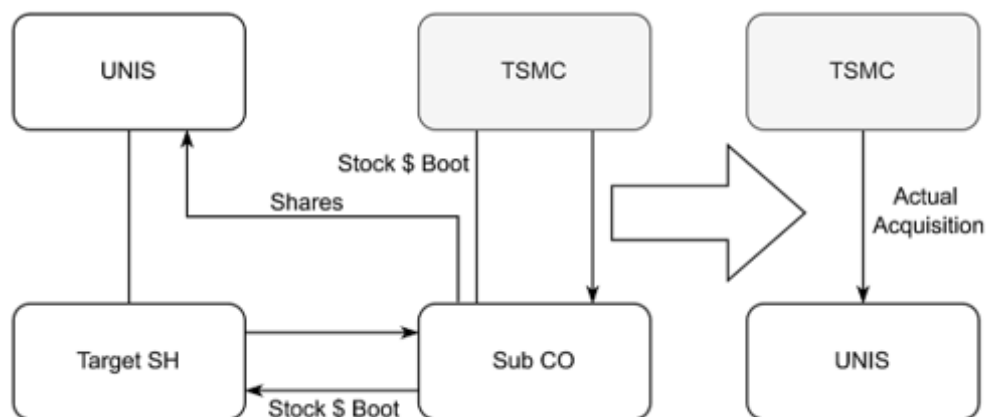 UNIS
TSMC
TSMC
Stock $ Boot
Shares
Actual
Acquisition
Target SH
Sub CO
UNIS
Stock $ Boot